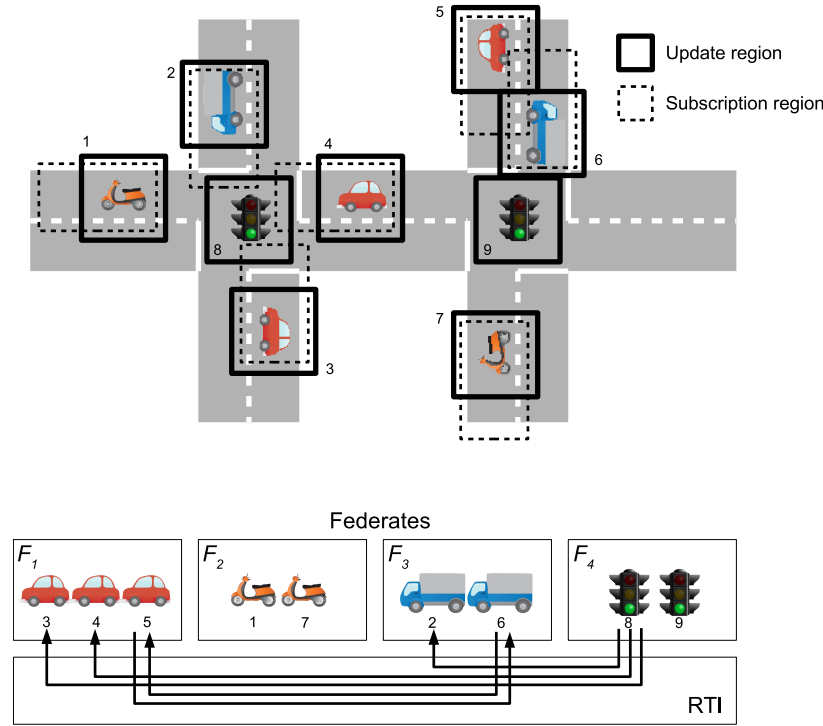 5
2
Update region
Subscription region
4
1
6
8
9
7
3
Federates
F1
F2
F3
F4
3 4 5
1 7
2 6
8 9
RTI